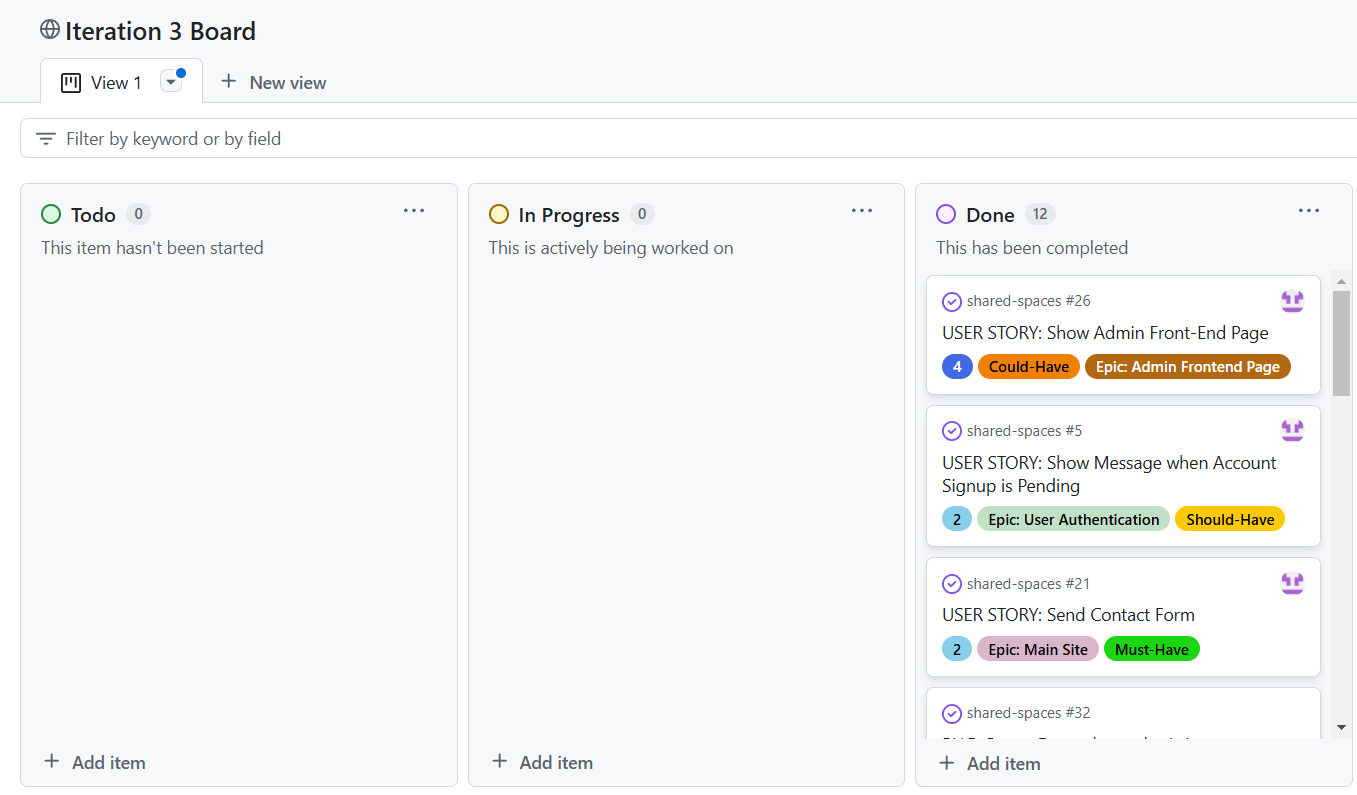 Iteration 3 Board
View 1
New view
Filter by keyword or by field
Todo 0
This item hasn't been started
Add item
In Progress 0
This is actively being worked on
Add item
Done 12
This has been completed
shared-spaces #26
USER STORY: Show Admin Front-End Page
4 Could-Have Epic: Admin Frontend Page
shared-spaces #5
USER STORY: Show Message when Account
Signup is Pending
2 Epic: User Authentication Should-Have
shared-spaces #21
USER STORY: Send Contact Form
2 Epic: Main Site Must-Have
shared-spaces #32
Add item